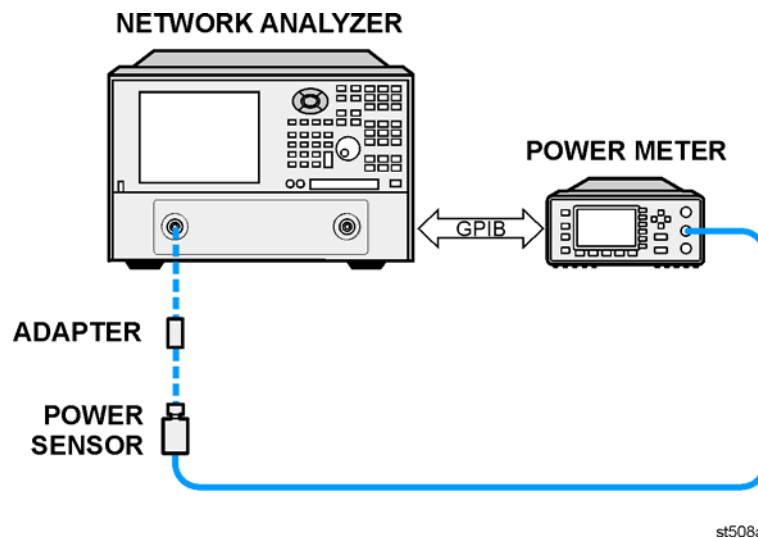 NETWORK ANALYZER
POWER METER
GPIB
ADAPTER
POWER
SENSOR
st508a